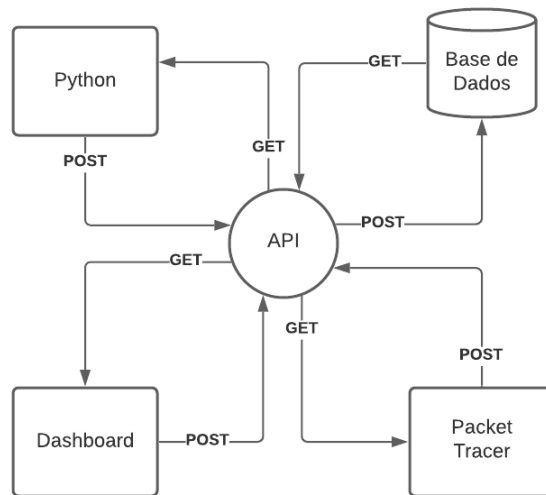 Python
Base de
Dados
GET
POST
GET
POST
API
GET
GET
POST
Dashboard
POST
Packet
Tracer